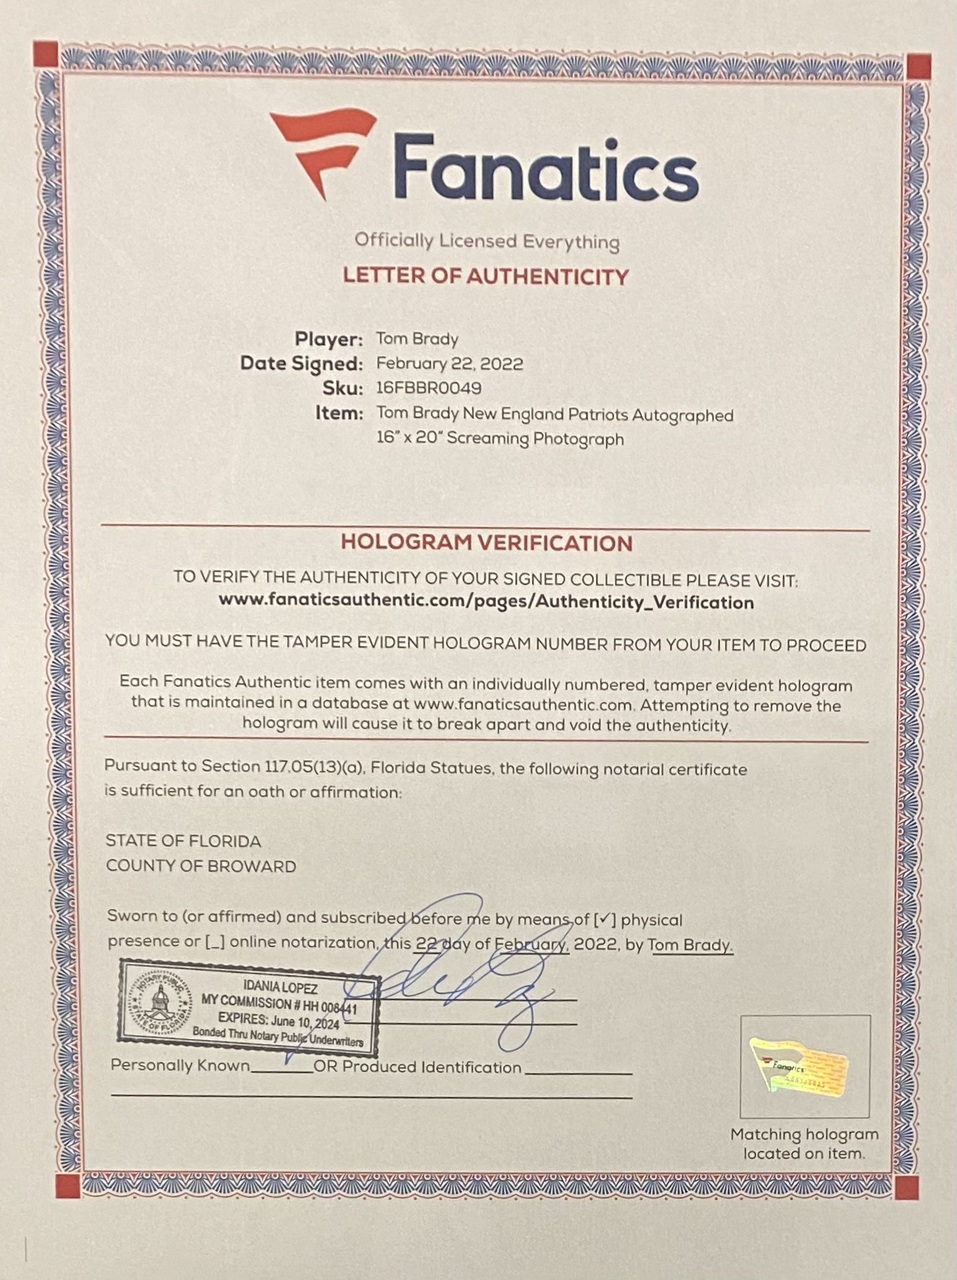 Fanatics
Officially Licensed Everything
LETTER OF AUTHENTICITY
Player: Tom Brady
Date Signed: February 22, 2022
Sku: 16FBBR0049
Item: Tom Brady New England Patriots Autographed
16" x 20" Screaming Photograph
HOLOGRAM VERIFICATION
TO VERIFY THE AUTHENTICITY OF YOUR SIGNED COLLECTIBLE PLEASE VISIT:
www.fanaticsauthentic.com/pages/Authenticity_Verification
YOU MUST HAVE THE TAMPER EVIDENT HOLOGRAM NUMBER FROM YOUR ITEM TO PROCEED
Each Fanatics Authentic item comes with an individually numbered, tamper evident hologram
that is maintained in a database at www.fanaticsauthentic.com. Attempting to remove the
hologram will cause it to break apart and void the authenticity.
Pursuant to Section 117.05(13)(a), Florida Statues, the following notarial certificate
is sufficient for an oath or affirmation:
STATE OF FLORIDA
COUNTY OF BROWARD
Sworn to (or affirmed) and subscribed before me by means of [✓] physical
presence or [_] online notarization, this 22 day of February, 2022, by Tom Brady.
NOTARY PUBLIC
STATE OF FLORIDA
IDANIA LOPEZ
MY COMMISSION # HH 008441
EXPIRES: June 10, 2024
Bonded Thru Notary Public Underwriters
Personally Known______OR Produced Identification____________
Fanatics
Matching hologram
located on item.